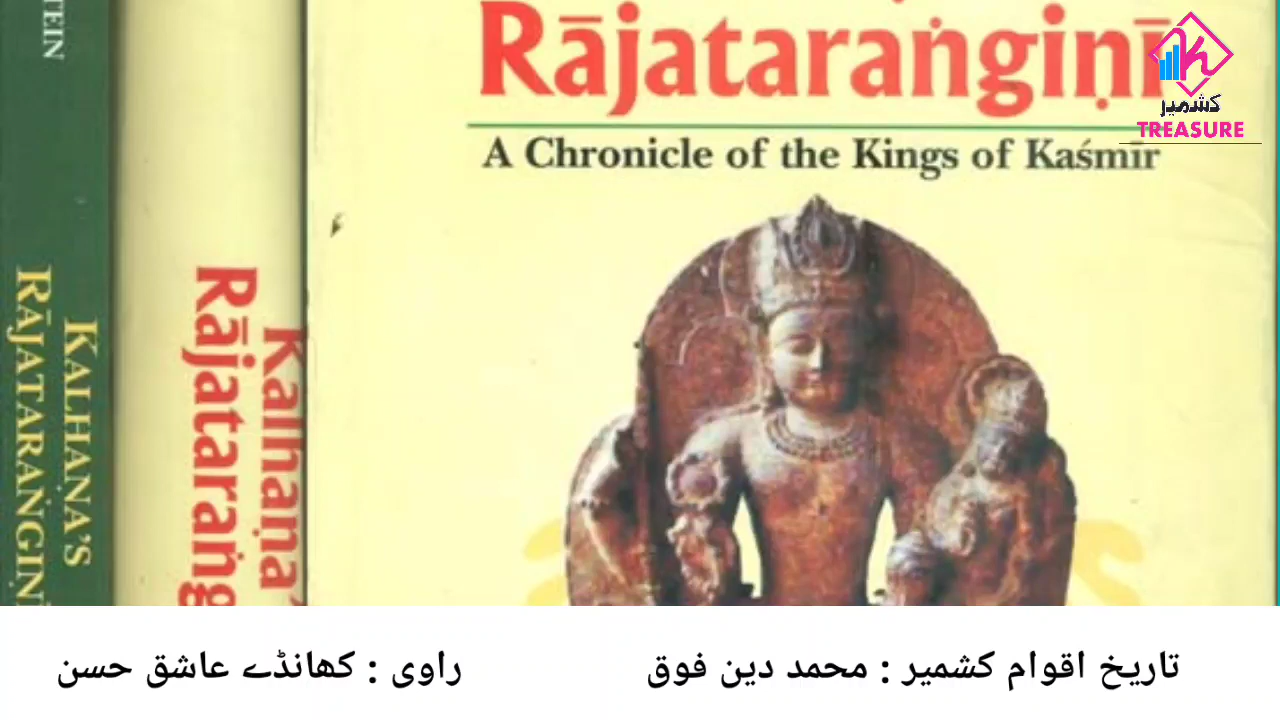 Rājataraṅgiṇī
A Chronicle of the Kings of Kaśmīr
کشمیر
TREASURE
TEIN
KALHAṆA'S
RĀJATARAṄGIṆĪ
Kalhaṇa'
Rājataraṅg
تاریخ اقوام کشمیر : محمد دین فوق
راوی : کھانڈے عاشق حسن